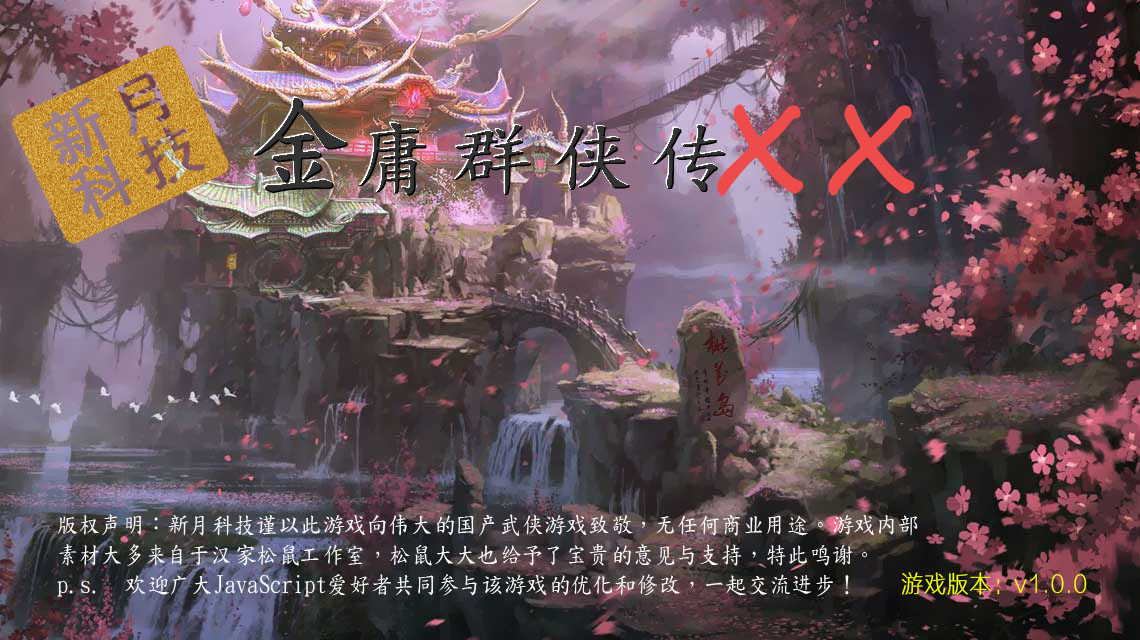 新月
科技
金庸群侠传XX
桃花岛
版权声明：新月科技谨以此游戏向伟大的国产武侠游戏致敬，无任何商业用途。游戏内部
素材大多来自于汉家松鼠工作室，松鼠大大也给予了宝贵的意见与支持，特此鸣谢。
p.s. 欢迎广大JavaScript爱好者共同参与该游戏的优化和修改，一起交流进步！
游戏版本：v1.0.0